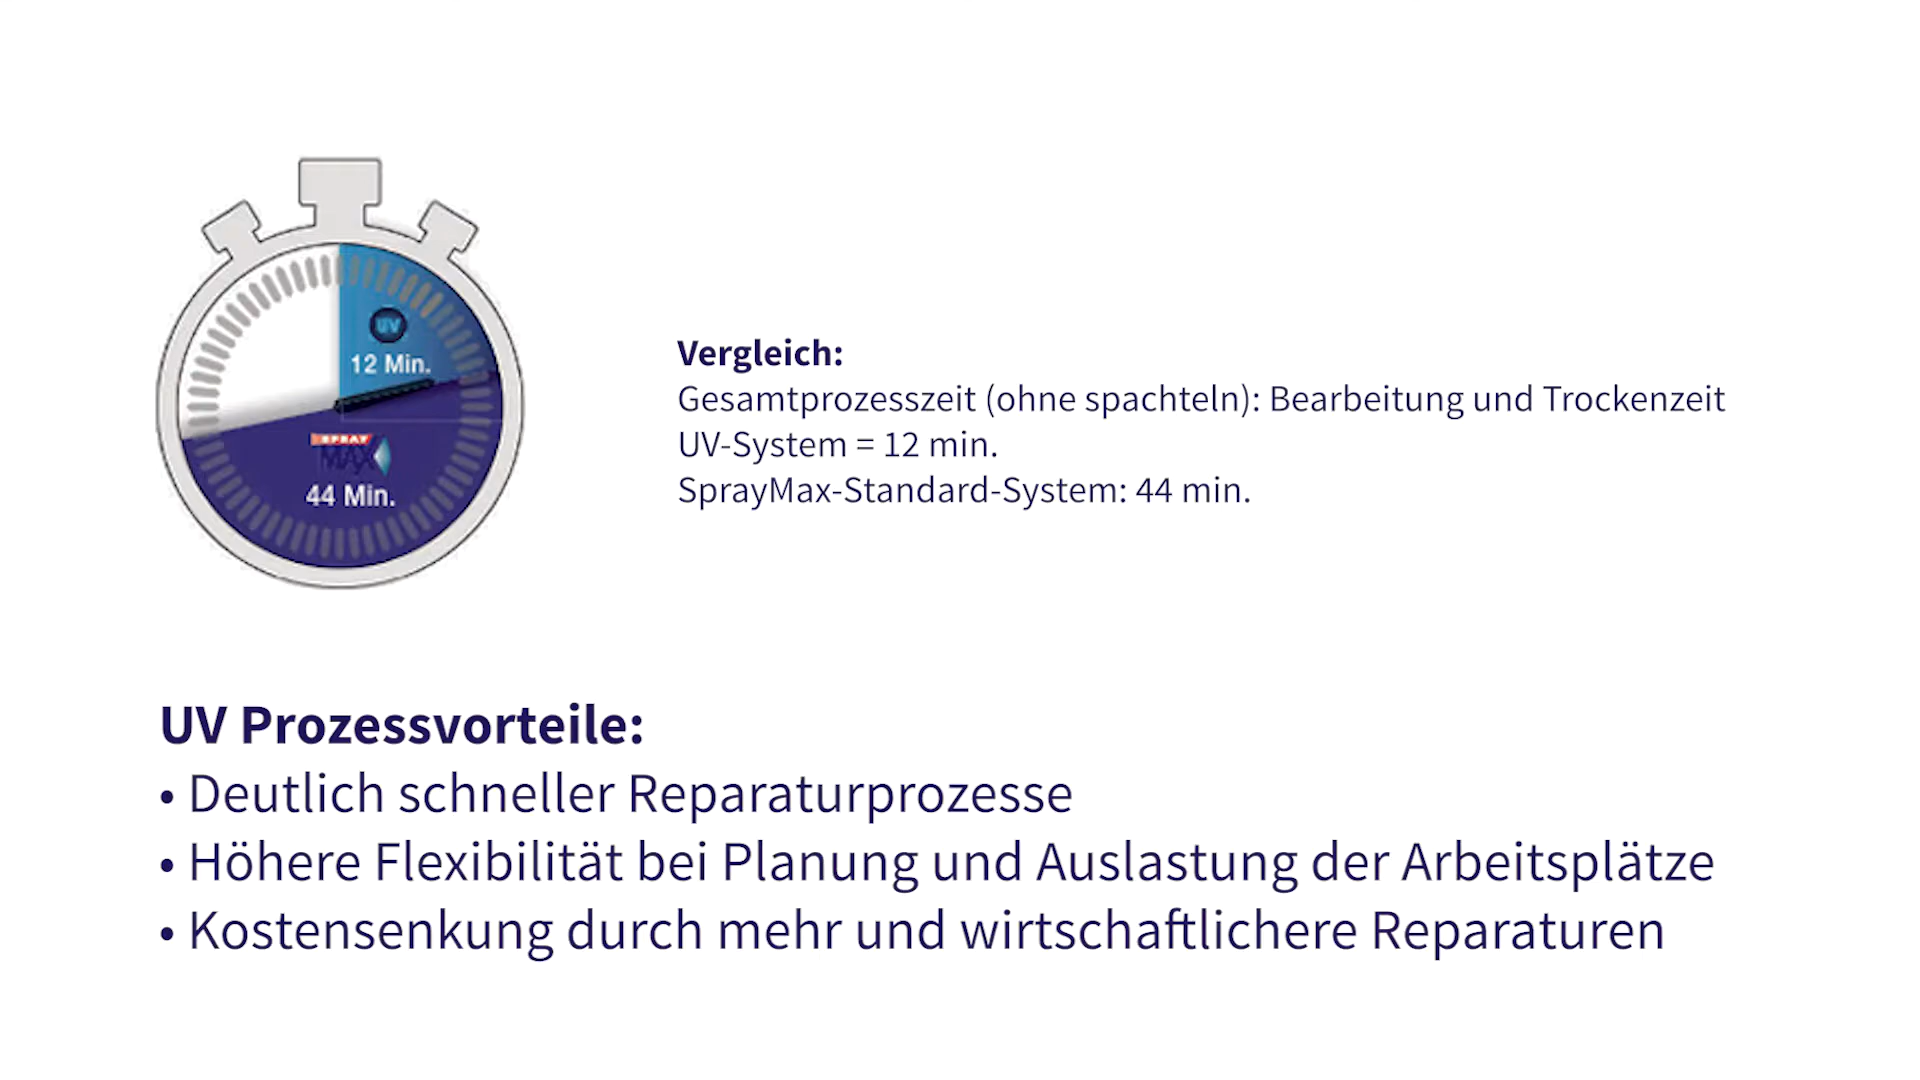 UV
12 Min.
SPRAY
MAX
44 Min.
Vergleich:
Gesamtprozesszeit (ohne spachteln): Bearbeitung und Trockenzeit
UV-System = 12 min.
SprayMax-Standard-System: 44 min.
UV Prozessvorteile:
• Deutlich schneller Reparaturprozesse
• Höhere Flexibilität bei Planung und Auslastung der Arbeitsplätze
• Kostensenkung durch mehr und wirtschaftlichere Reparaturen